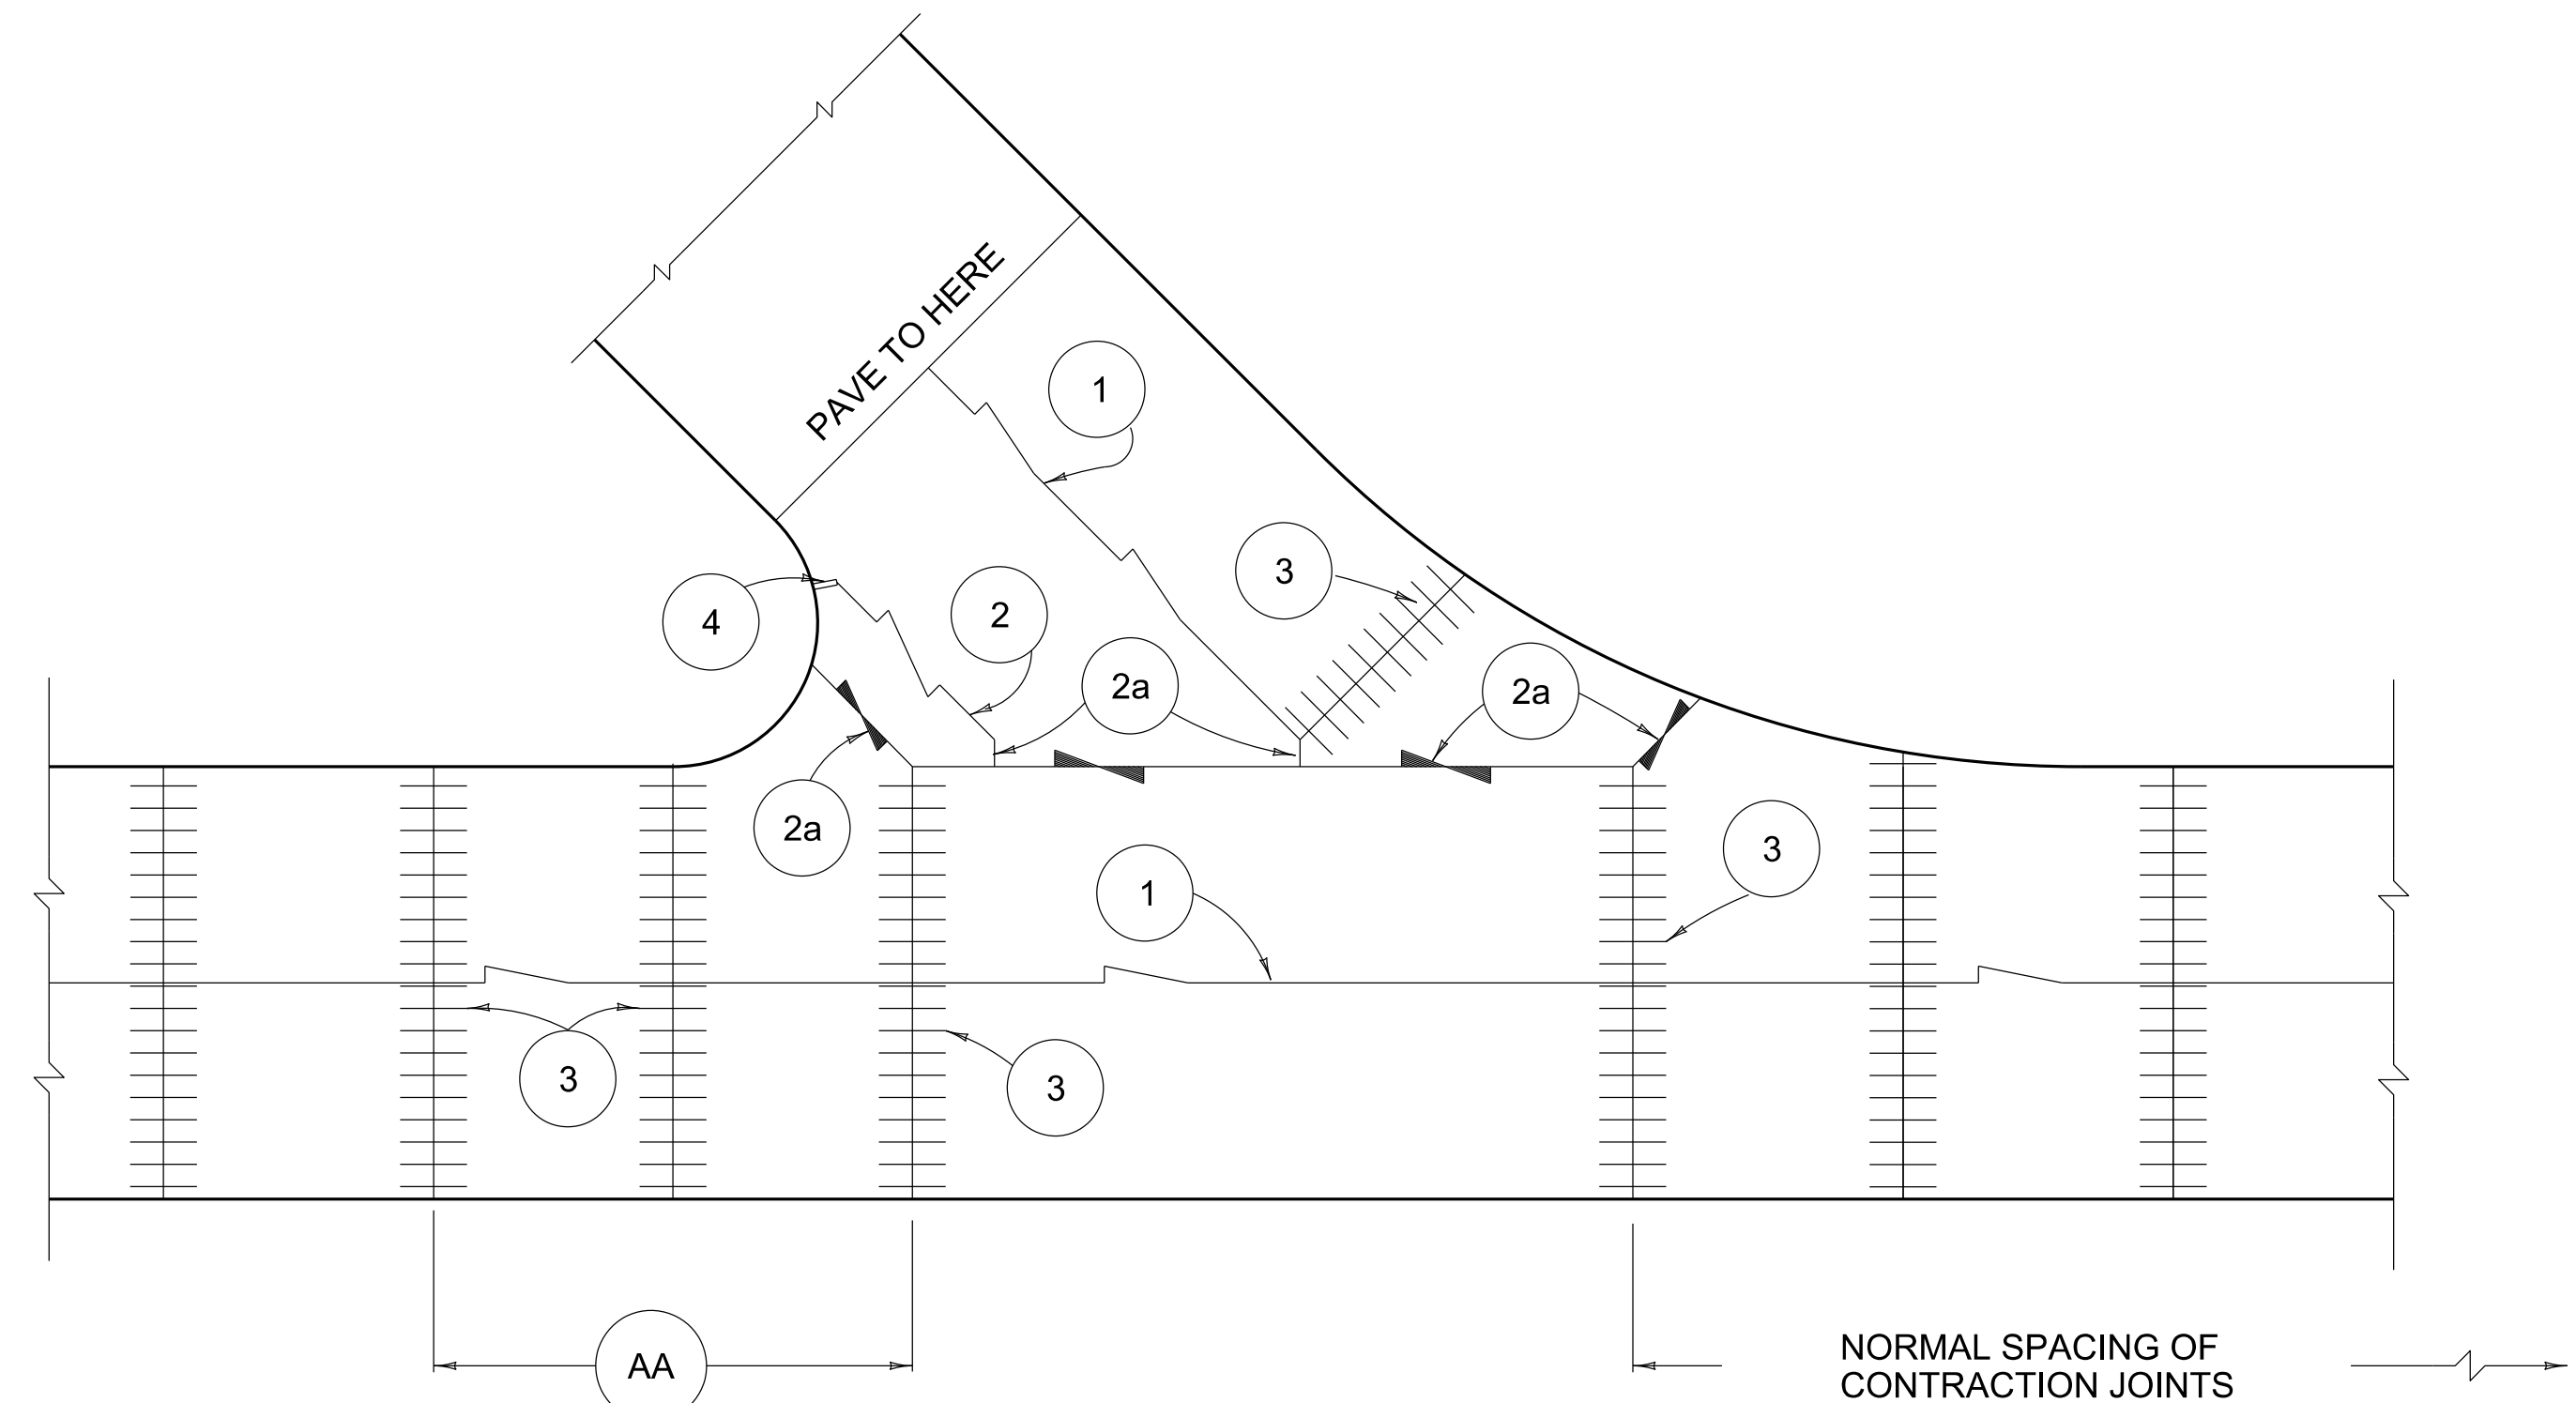 PAVE TO HERE
1
3
4
2
2a
2a
2a
3
1
3
3
AA
NORMAL SPACING OF
CONTRACTION JOINTS